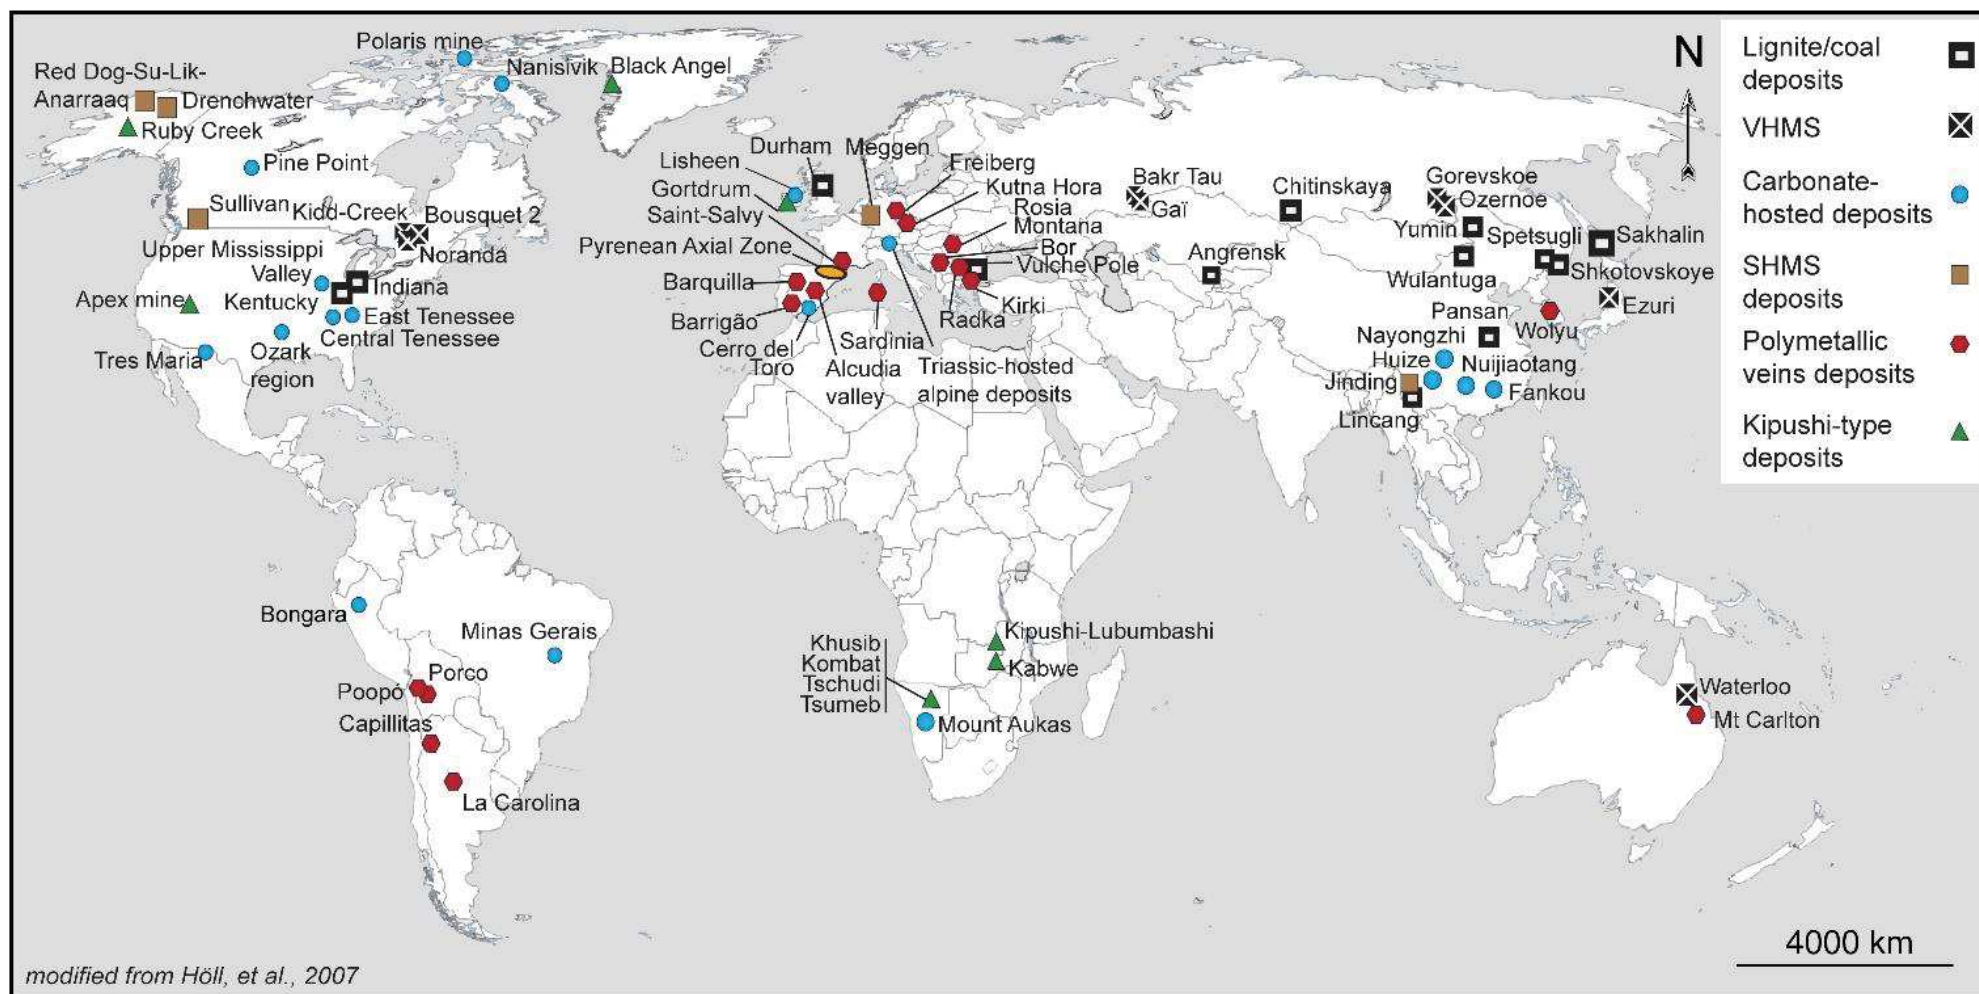 Polaris mine
Nanisivik
Black Angel
Red Dog-Su-Lik-
Anarraaq
Drenchwater
Ruby Creek
Pine Point
Sullivan
Kidd-Creek
Bousquet 2
Noranda
Upper Mississippi
Valley
Indiana
Kentucky
Apex mine
East Tenessee
Central Tenessee
Tres Maria
Ozark
region
Bongara
Minas Gerais
Porco
Poopó
Capillitas
La Carolina
Durham
Meggen
Lisheen
Gortdrum
Saint-Salvy
Pyrenean Axial Zone
Freiberg
Kutna Hora
Rosia
Montana
Bor
Vulche Pole
Kirki
Radka
Barquilla
Barrigão
Cerro del
Toro
Alcudia
valley
Sardinia
Triassic-hosted
alpine deposits
Khusib
Kombat
Tschudi
Tsumeb
Kipushi-Lubumbashi
Kabwe
Mount Aukas
Bakr Tau
Gaï
Chitinskaya
Angrensk
Gorevskoe
Ozernoe
Yumin
Spetsugli
Sakhalin
Wulantuga
Shkotovskoye
Ezuri
Pansan
Wolyu
Nayongzhi
Huize
Nuijiaotang
Jinding
Fankou
Lincang
Waterloo
Mt Carlton
N
Lignite/coal
deposits
VHMS
Carbonate-
hosted deposits
SHMS
deposits
Polymetallic
veins deposits
Kipushi-type
deposits
4000 km
modified from Höll, et al., 2007